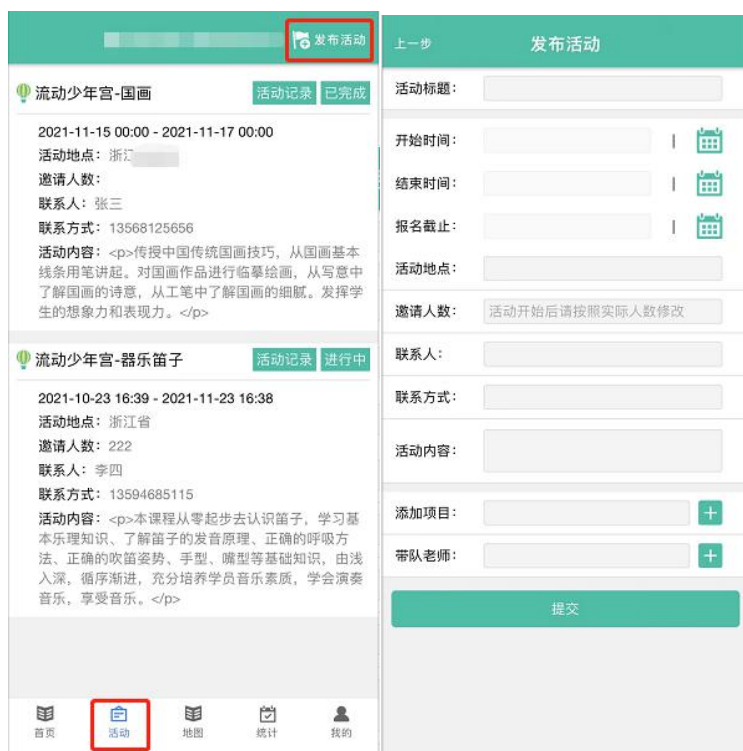 发布活动
流动少年宫-国画
活动记录 已完成
2021-11-15 00:00 - 2021-11-17 00:00
活动地点：浙江
邀请人数：
联系人：张三
联系方式：13568125656
活动内容：<p>传授中国传统国画技巧，从国画基本
线条用笔讲起。对国画作品进行临摹绘画，从写意中
了解国画的诗意，从工笔中了解国画的细腻。发挥学
生的想象力和表现力。</p>
流动少年宫-器乐笛子
活动记录 进行中
2021-10-23 16:39 - 2021-11-23 16:38
活动地点：浙江省
邀请人数：222
联系人：李四
联系方式：13594685115
活动内容：<p>本课程从零起步去认识笛子，学习基
本乐理知识、了解笛子的发音原理、正确的呼吸方
法、正确的吹笛姿势、手型、嘴型等基础知识，由浅
入深，循序渐进，充分培养学员音乐素质，学会演奏
音乐，享受音乐。</p>
首页 活动 地图 统计 我的
上一步 发布活动
活动标题：
开始时间：
结束时间：
报名截止：
活动地点：
邀请人数： 活动开始后请按照实际人数修改
联系人：
联系方式：
活动内容：
添加项目：
带队老师：
提交